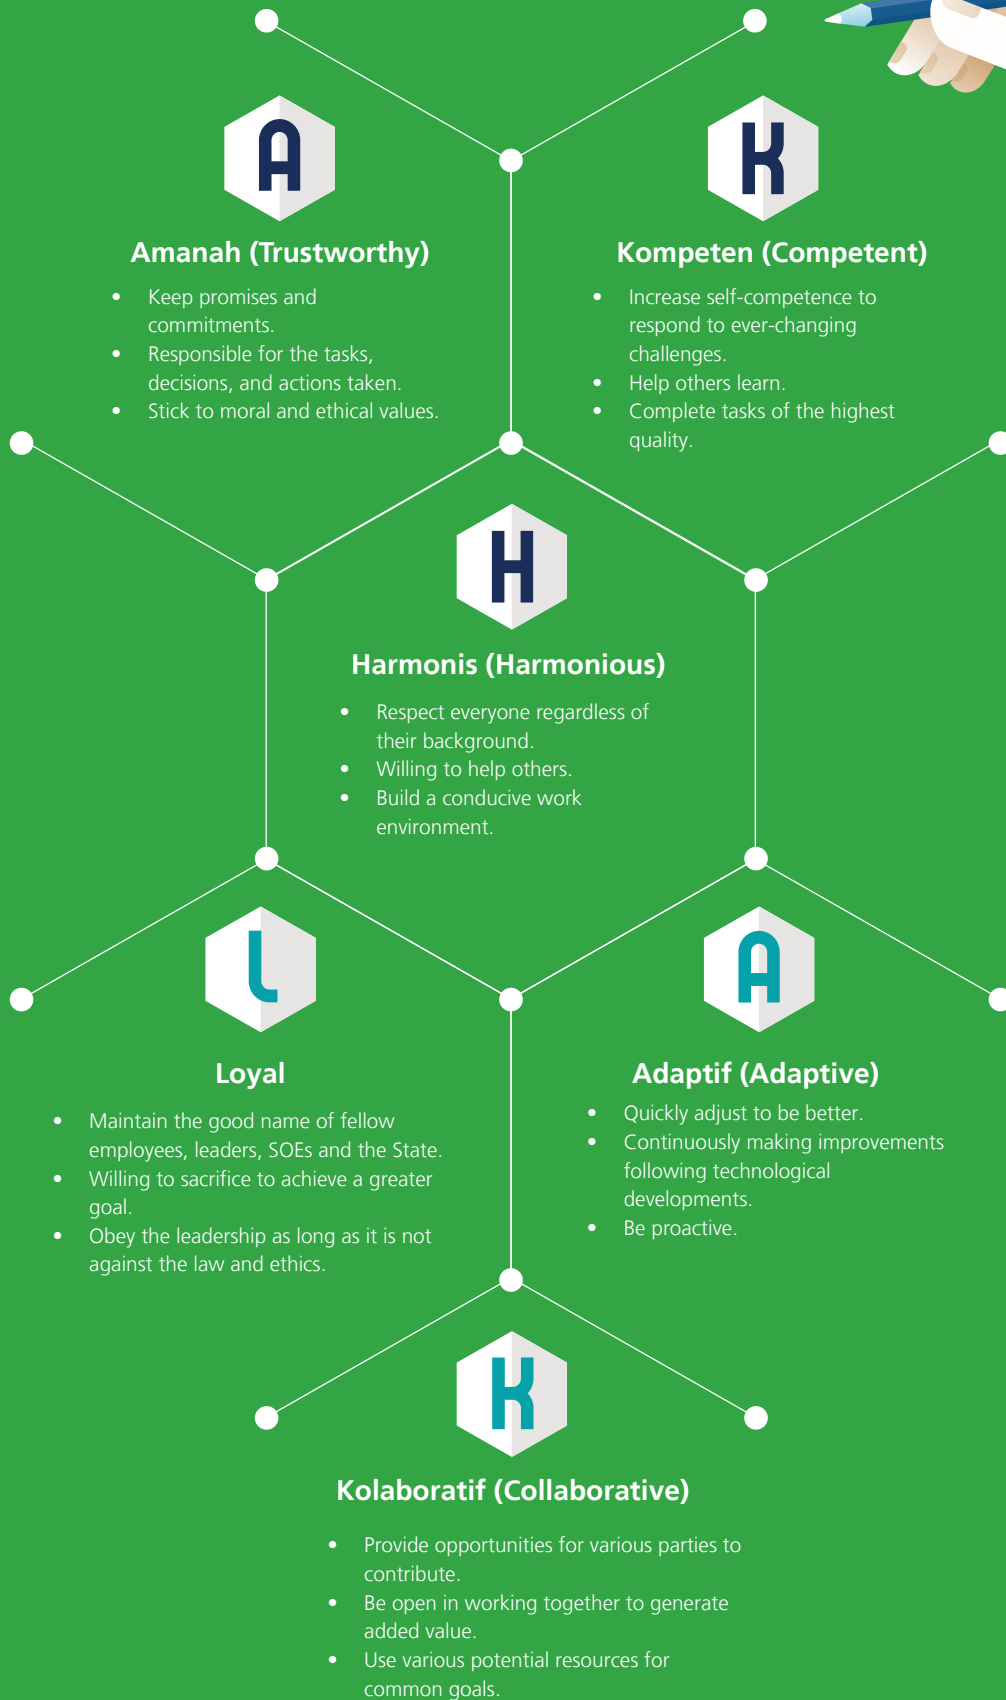 A
Amanah (Trustworthy)
• Keep promises and
commitments.
• Responsible for the tasks,
decisions, and actions taken.
• Stick to moral and ethical values.
K
Kompeten (Competent)
• Increase self-competence to
respond to ever-changing
challenges.
• Help others learn.
• Complete tasks of the highest
quality.
H
Harmonis (Harmonious)
• Respect everyone regardless of
their background.
• Willing to help others.
• Build a conducive work
environment.
L
Loyal
• Maintain the good name of fellow
employees, leaders, SOEs and the State.
• Willing to sacrifice to achieve a greater
goal.
• Obey the leadership as long as it is not
against the law and ethics.
A
Adaptif (Adaptive)
• Quickly adjust to be better.
• Continuously making improvements
following technological
developments.
• Be proactive.
K
Kolaboratif (Collaborative)
• Provide opportunities for various parties to
contribute.
• Be open in working together to generate
added value.
• Use various potential resources for
common goals.